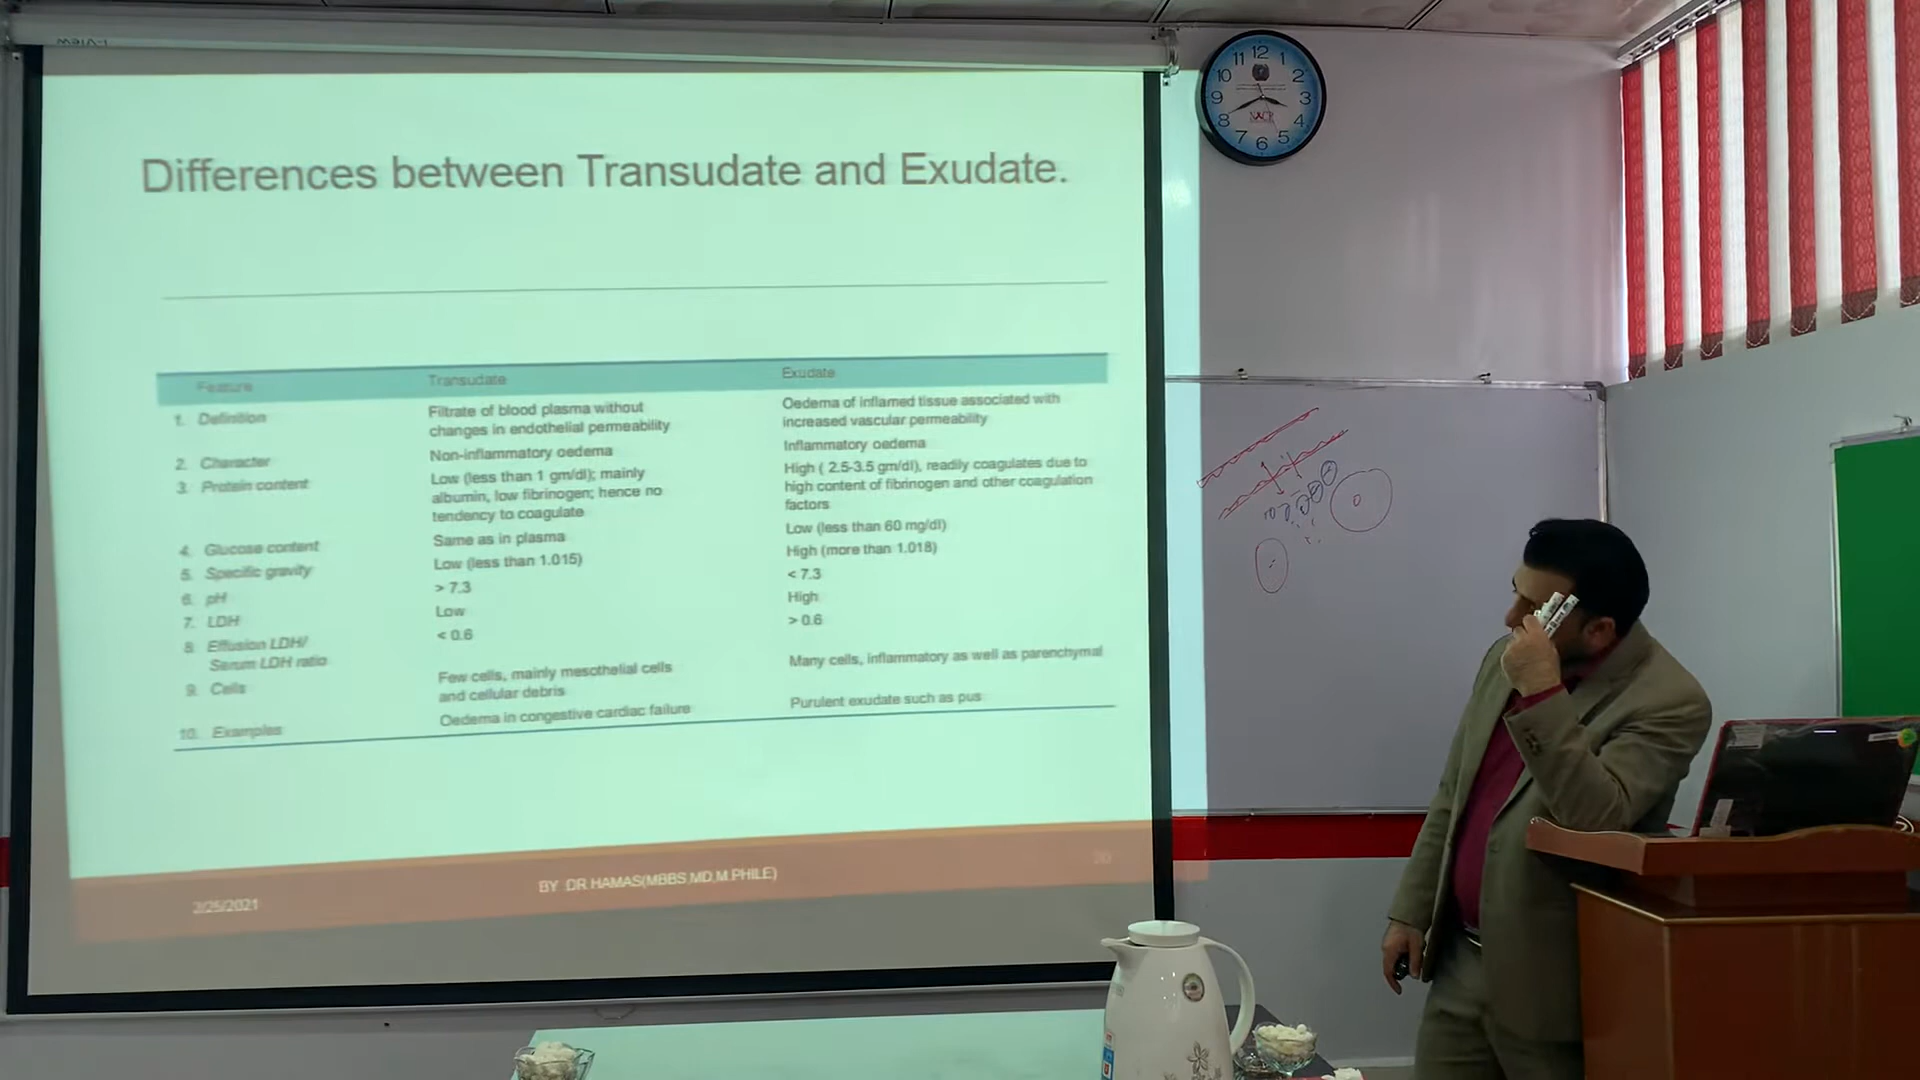 I-VIEW
Differences between Transudate and Exudate.
Feature Transudate Exudate
1. Definition Filtrate of blood plasma without changes in endothelial permeability Oedema of inflamed tissue associated with increased vascular permeability
2. Character Non-inflammatory oedema Inflammatory oedema
3. Protein content Low (less than 1 gm/dl); mainly albumin, low fibrinogen; hence no tendency to coagulate High ( 2.5-3.5 gm/dl), readily coagulates due to high content of fibrinogen and other coagulation factors
4. Glucose content Same as in plasma Low (less than 60 mg/dl)
5. Specific gravity Low (less than 1.015) High (more than 1.018)
6. pH > 7.3 < 7.3
7. LDH Low High
8. Effusion LDH/ Serum LDH ratio < 0.6 > 0.6
9. Cells Few cells, mainly mesothelial cells and cellular debris Many cells, inflammatory as well as parenchymal
10. Examples Oedema in congestive cardiac failure Purulent exudate such as pus
2/25/2021 BY DR HAMAS(MBBS,MD,M.PHILE) 30
12 1 2 3 4 5 6 7 8 9 10 11
NACR